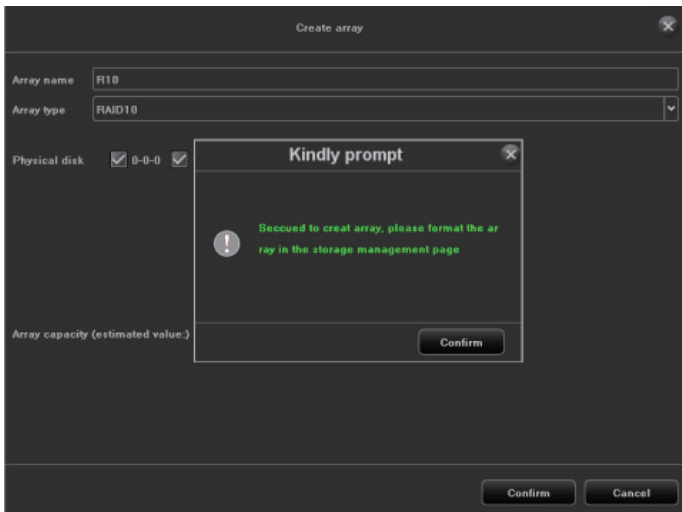 Create array
Array name R10
Array type RAID10
Physical disk 0-0-0
Kindly prompt
Seccued to creat array, please format the ar
ray in the storage management page
Confirm
Array capacity (estimated value:)
Confirm Cancel